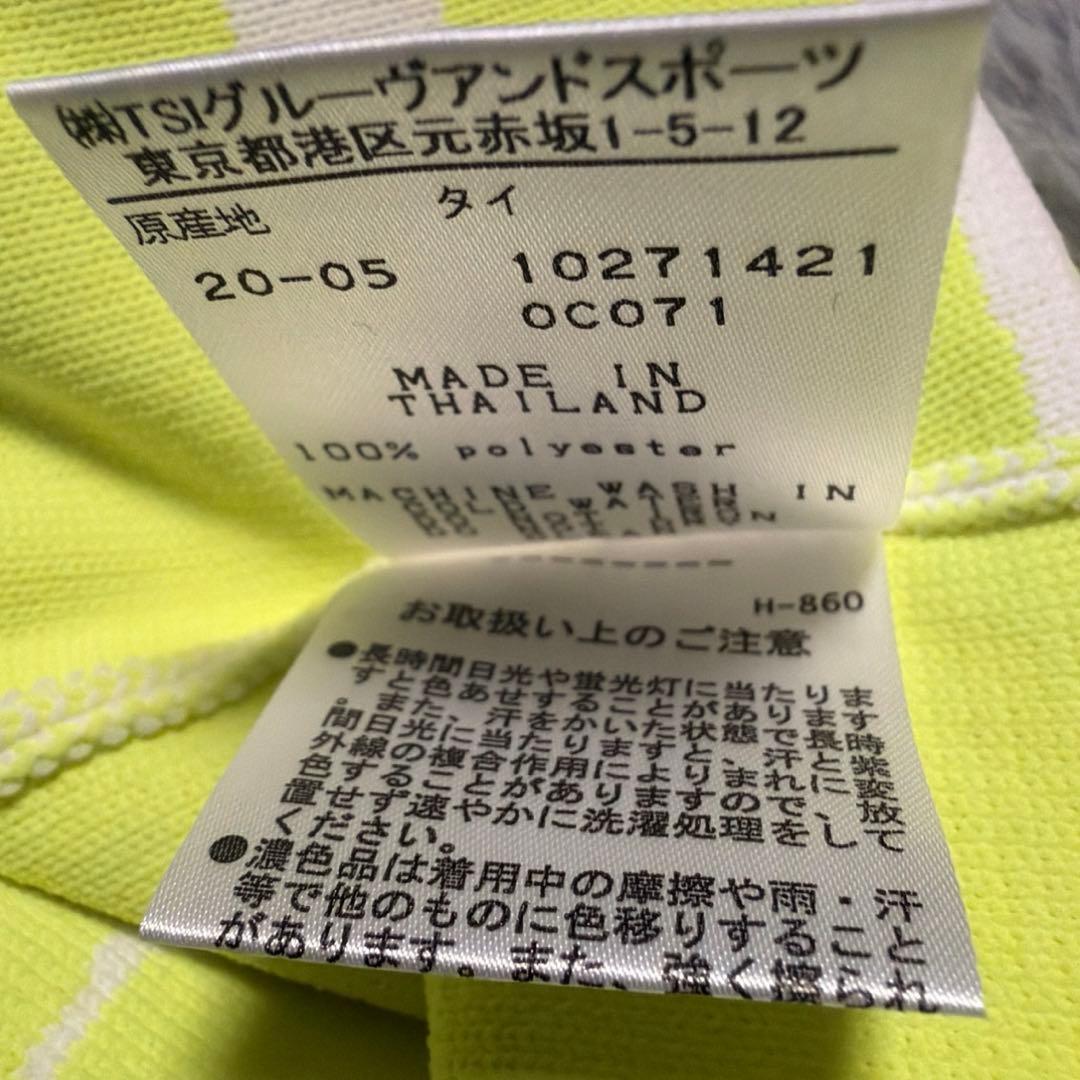 ㈱TSIグルーヴアンドスポーツ
東京都港区元赤坂1-5-12
原産地 タイ
20-05 10271421
0C071
MADE IN
THAILAND
100% polyester
MACHINE WASH IN
H-860
お取扱い上のご注意
●長時間日光や蛍光灯に当たります
と色あせすることがあります。
また、汗をかいた状態で長時
間日光に当たりますと、汗と紫
外線の複合作用により変
色することがありますので、放
置せず速やかに洗濯処理をして
ください。
●濃色品は着用中の摩擦や雨・汗
等で他のものに色移りすること
があります。また、強く擦られ